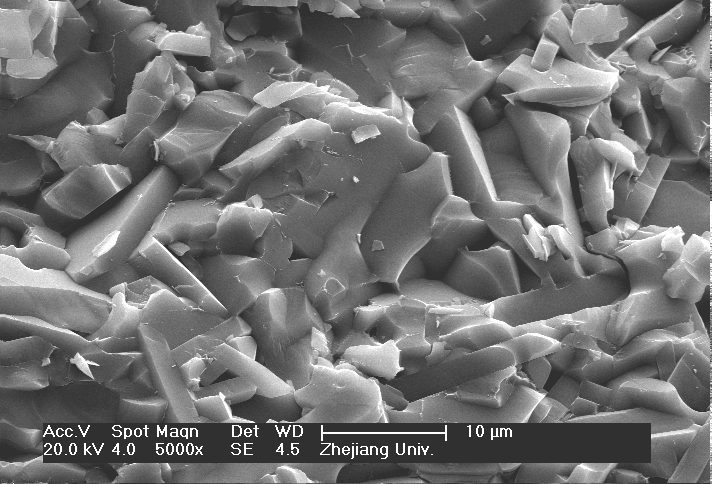 Acc.V Spot Magn Det WD 10 µm
20.0 kV 4.0 5000x SE 4.5 Zhejiang Univ.